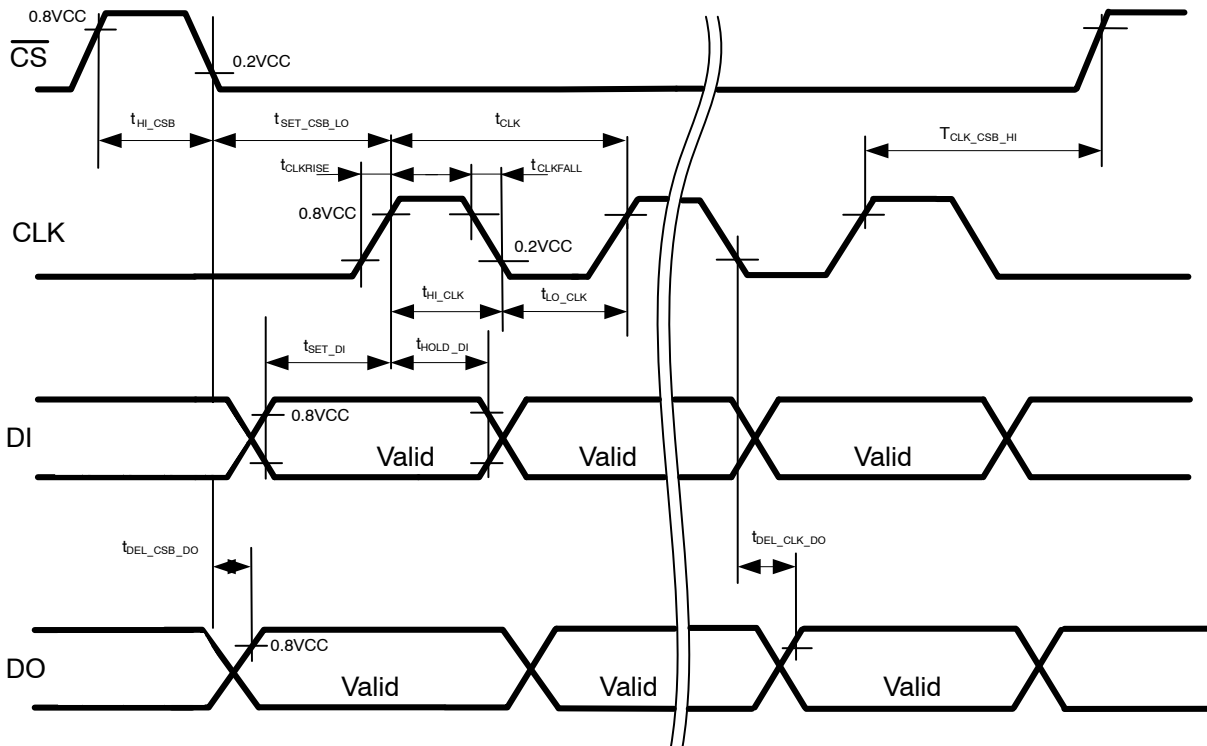 0.8VCC
CS
0.2VCC
tHI_CSB
tSET_CSB_LO
tCLK
TCLK_CSB_HI
tCLKRISE
tCLKFALL
0.8VCC
CLK
0.2VCC
tHI_CLK
tLO_CLK
tSET_DI
tHOLD_DI
0.8VCC
DI
Valid
Valid
Valid
tDEL_CSB_DO
tDEL_CLK_DO
0.8VCC
DO
Valid
Valid
Valid